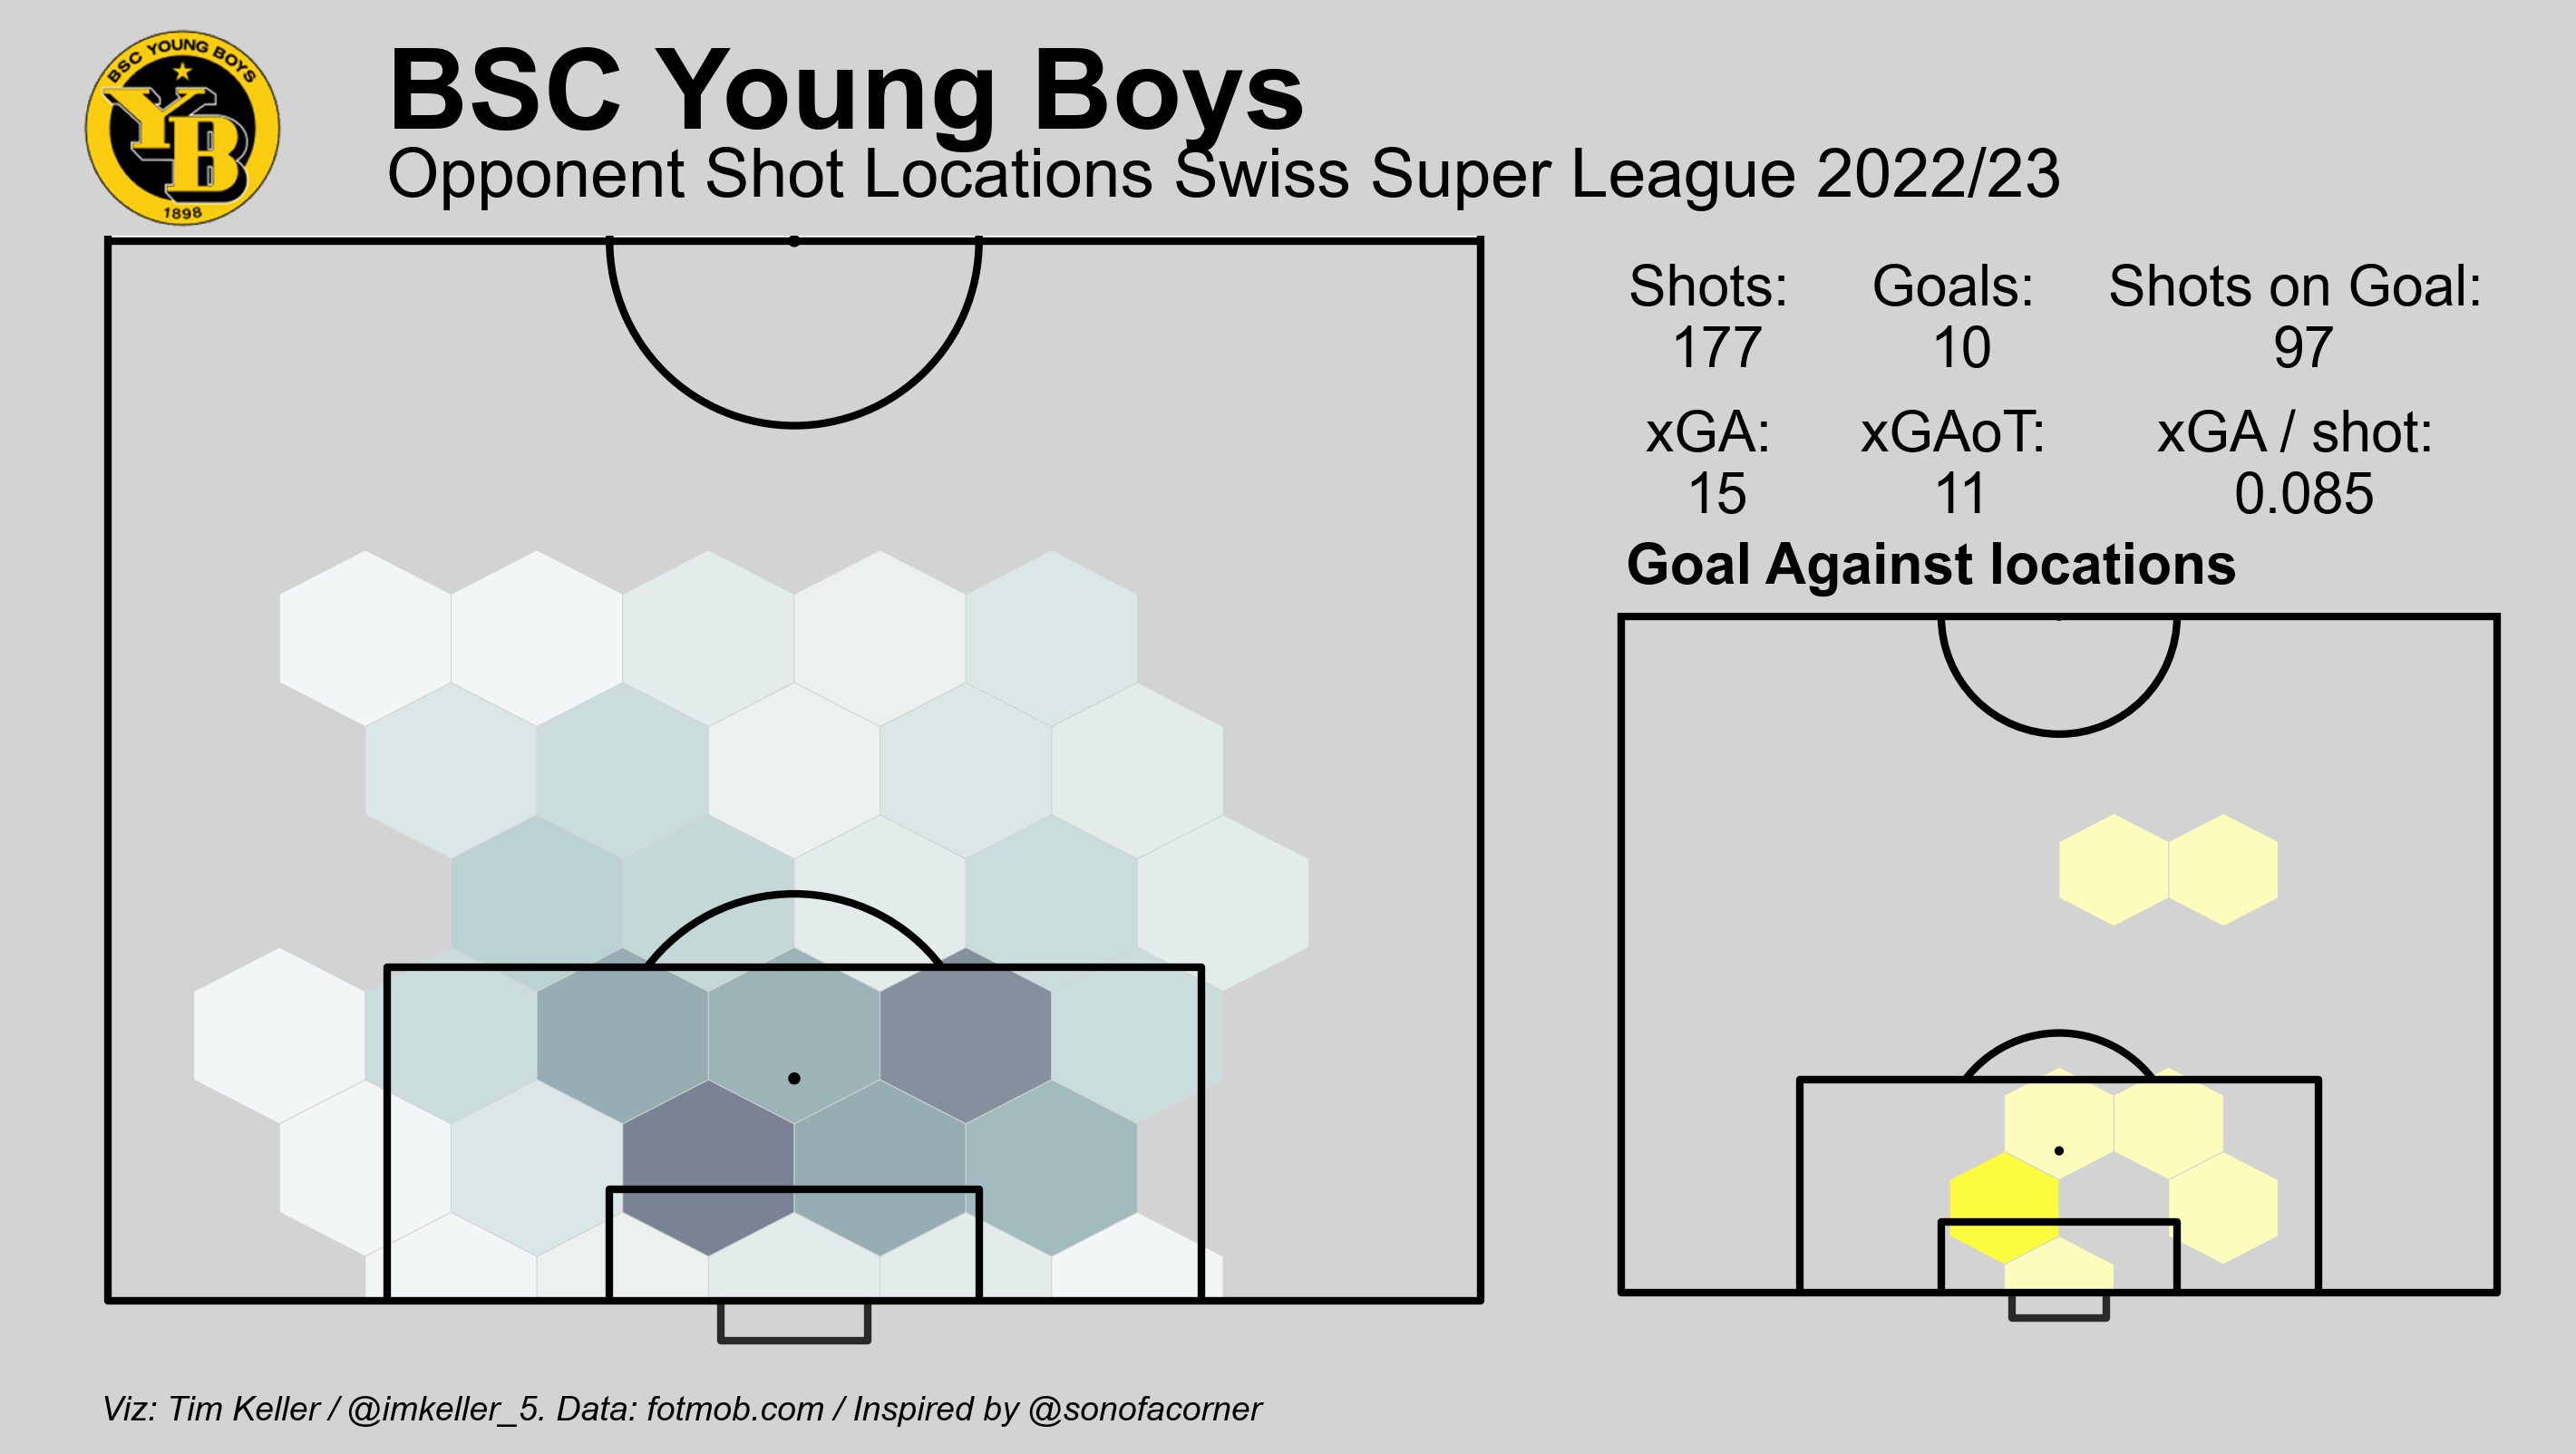 BSC YOUNG BOYS
YB
1898
BSC Young Boys
Opponent Shot Locations Swiss Super League 2022/23
Shots: Goals: Shots on Goal:
177 10 97
xGA: xGAoT: xGA / shot:
15 11 0.085
Goal Against locations
Viz: Tim Keller / @imkeller_5. Data: fotmob.com / Inspired by @sonofacorner